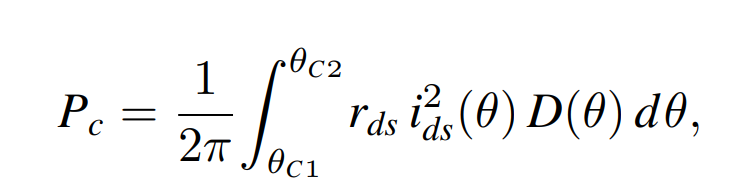 $P_c = \frac{1}{2\pi} \int_{\theta_{C1}}^{\theta_{C2}} r_{ds} \, i_{ds}^2(\theta) \, D(\theta) \, d\theta,$